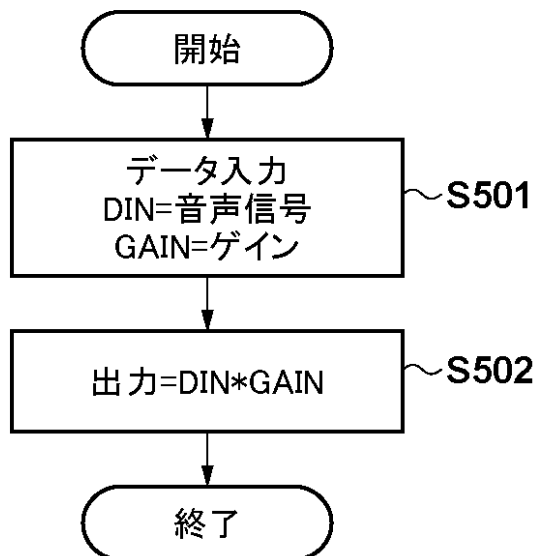 開始
データ入力
DIN=音声信号
GAIN=ゲイン
S501
出力=DIN*GAIN
S502
終了